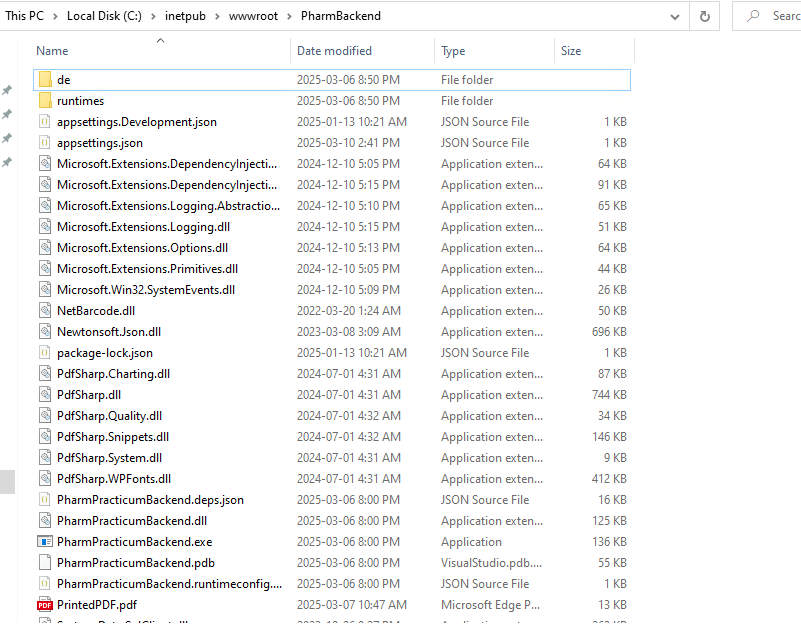 This PC > Local Disk (C:) > inetpub > wwwroot > PharmBackend
Searc
Name Date modified Type Size
de 2025-03-06 8:50 PM File folder
runtimes 2025-03-06 8:50 PM File folder
appsettings.Development.json 2025-01-13 10:21 AM JSON Source File 1 KB
appsettings.json 2025-03-10 2:41 PM JSON Source File 1 KB
Microsoft.Extensions.DependencyInjecti... 2024-12-10 5:05 PM Application exten... 64 KB
Microsoft.Extensions.DependencyInjecti... 2024-12-10 5:15 PM Application exten... 91 KB
Microsoft.Extensions.Logging.Abstractio... 2024-12-10 5:10 PM Application exten... 65 KB
Microsoft.Extensions.Logging.dll 2024-12-10 5:15 PM Application exten... 51 KB
Microsoft.Extensions.Options.dll 2024-12-10 5:13 PM Application exten... 64 KB
Microsoft.Extensions.Primitives.dll 2024-12-10 5:05 PM Application exten... 44 KB
Microsoft.Win32.SystemEvents.dll 2024-12-10 5:09 PM Application exten... 26 KB
NetBarcode.dll 2022-03-20 1:24 AM Application exten... 50 KB
Newtonsoft.Json.dll 2023-03-08 3:09 AM Application exten... 696 KB
package-lock.json 2025-01-13 10:21 AM JSON Source File 1 KB
PdfSharp.Charting.dll 2024-07-01 4:31 AM Application exten... 87 KB
PdfSharp.dll 2024-07-01 4:31 AM Application exten... 744 KB
PdfSharp.Quality.dll 2024-07-01 4:32 AM Application exten... 34 KB
PdfSharp.Snippets.dll 2024-07-01 4:32 AM Application exten... 146 KB
PdfSharp.System.dll 2024-07-01 4:31 AM Application exten... 9 KB
PdfSharp.WPFonts.dll 2024-07-01 4:31 AM Application exten... 412 KB
PharmPracticumBackend.deps.json 2025-03-06 8:00 PM JSON Source File 16 KB
PharmPracticumBackend.dll 2025-03-06 8:00 PM Application exten... 125 KB
PharmPracticumBackend.exe 2025-03-06 8:00 PM Application 136 KB
PharmPracticumBackend.pdb 2025-03-06 8:00 PM VisualStudio.pdb.... 55 KB
PharmPracticumBackend.runtimeconfig.... 2025-03-06 8:00 PM JSON Source File 1 KB
PDF PrintedPDF.pdf 2025-03-07 10:47 AM Microsoft Edge P... 13 KB